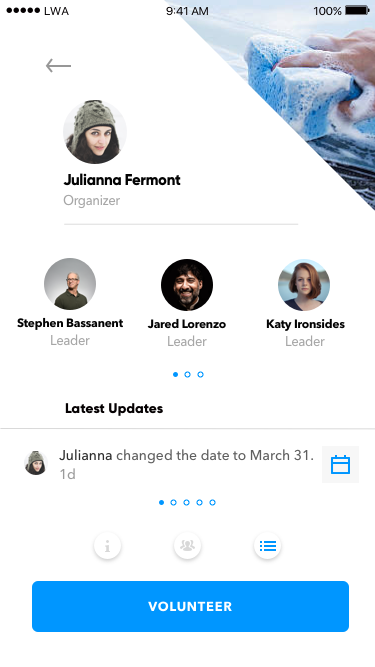 LWA 9:41 AM 100%
Julianna Fermont
Organizer
Stephen Bassanent Jared Lorenzo Katy Ironsides
Leader Leader Leader
Latest Updates
Julianna changed the date to March 31.
1d
VOLUNTEER